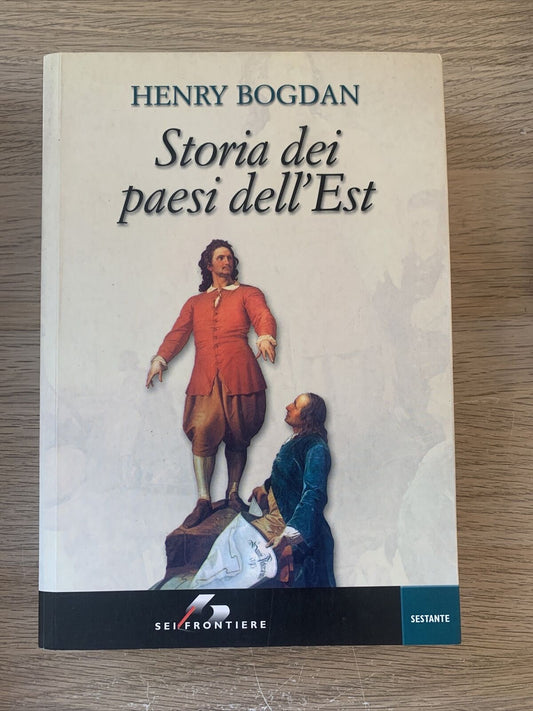 HENRY BOGDAN
Storia dei
paesi dell'Est
SEI FRONTIERE
SESTANTE